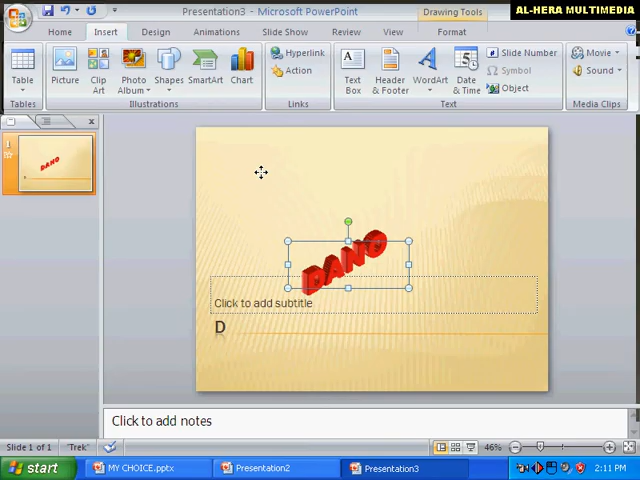 Presentation3 - Microsoft PowerPoint
Drawing Tools
AL-HERA MULTIMEDIA
Home
Insert
Design
Animations
Slide Show
Review
View
Format
Table
Picture
Clip Art
Photo Album
Shapes
SmartArt
Chart
Hyperlink
Action
Text Box
Header & Footer
WordArt
Date & Time
Slide Number
Symbol
Object
Movie
Sound
Tables
Illustrations
Links
Text
Media Clips
1
DANO
DANO
Click to add subtitle
D
Click to add notes
Slide 1 of 1
"Trek"
46%
start
MY CHOICE.pptx
Presentation2
Presentation3
2:11 PM